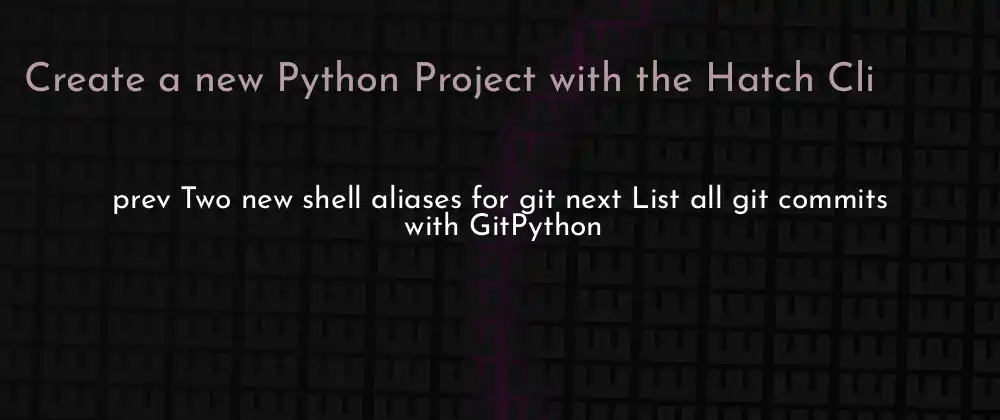 Create a new Python Project with the Hatch Cli
prev Two new shell aliases for git next List all git commits
with GitPython